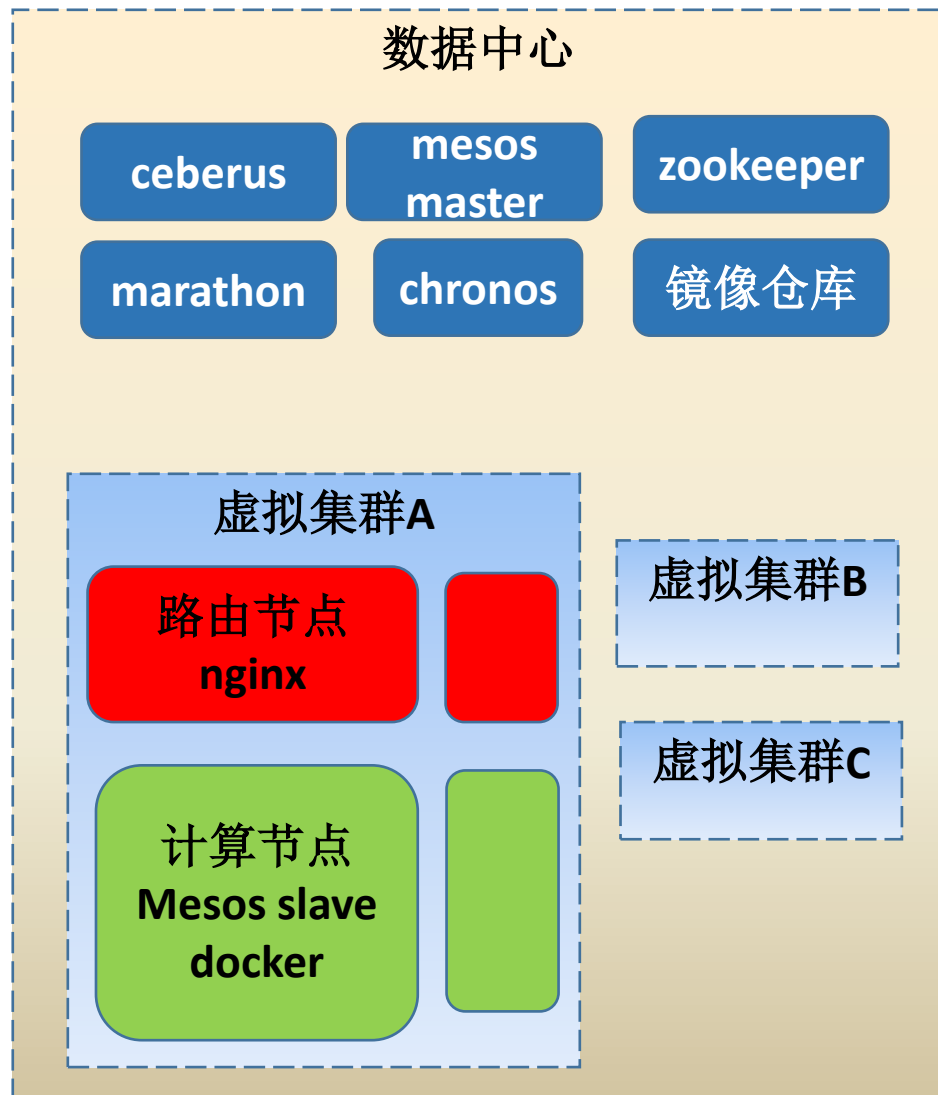 数据中心
ceberus
mesos
master
zookeeper
marathon
chronos
镜像仓库
虚拟集群A
路由节点
nginx
计算节点
Mesos slave
docker
虚拟集群B
虚拟集群C